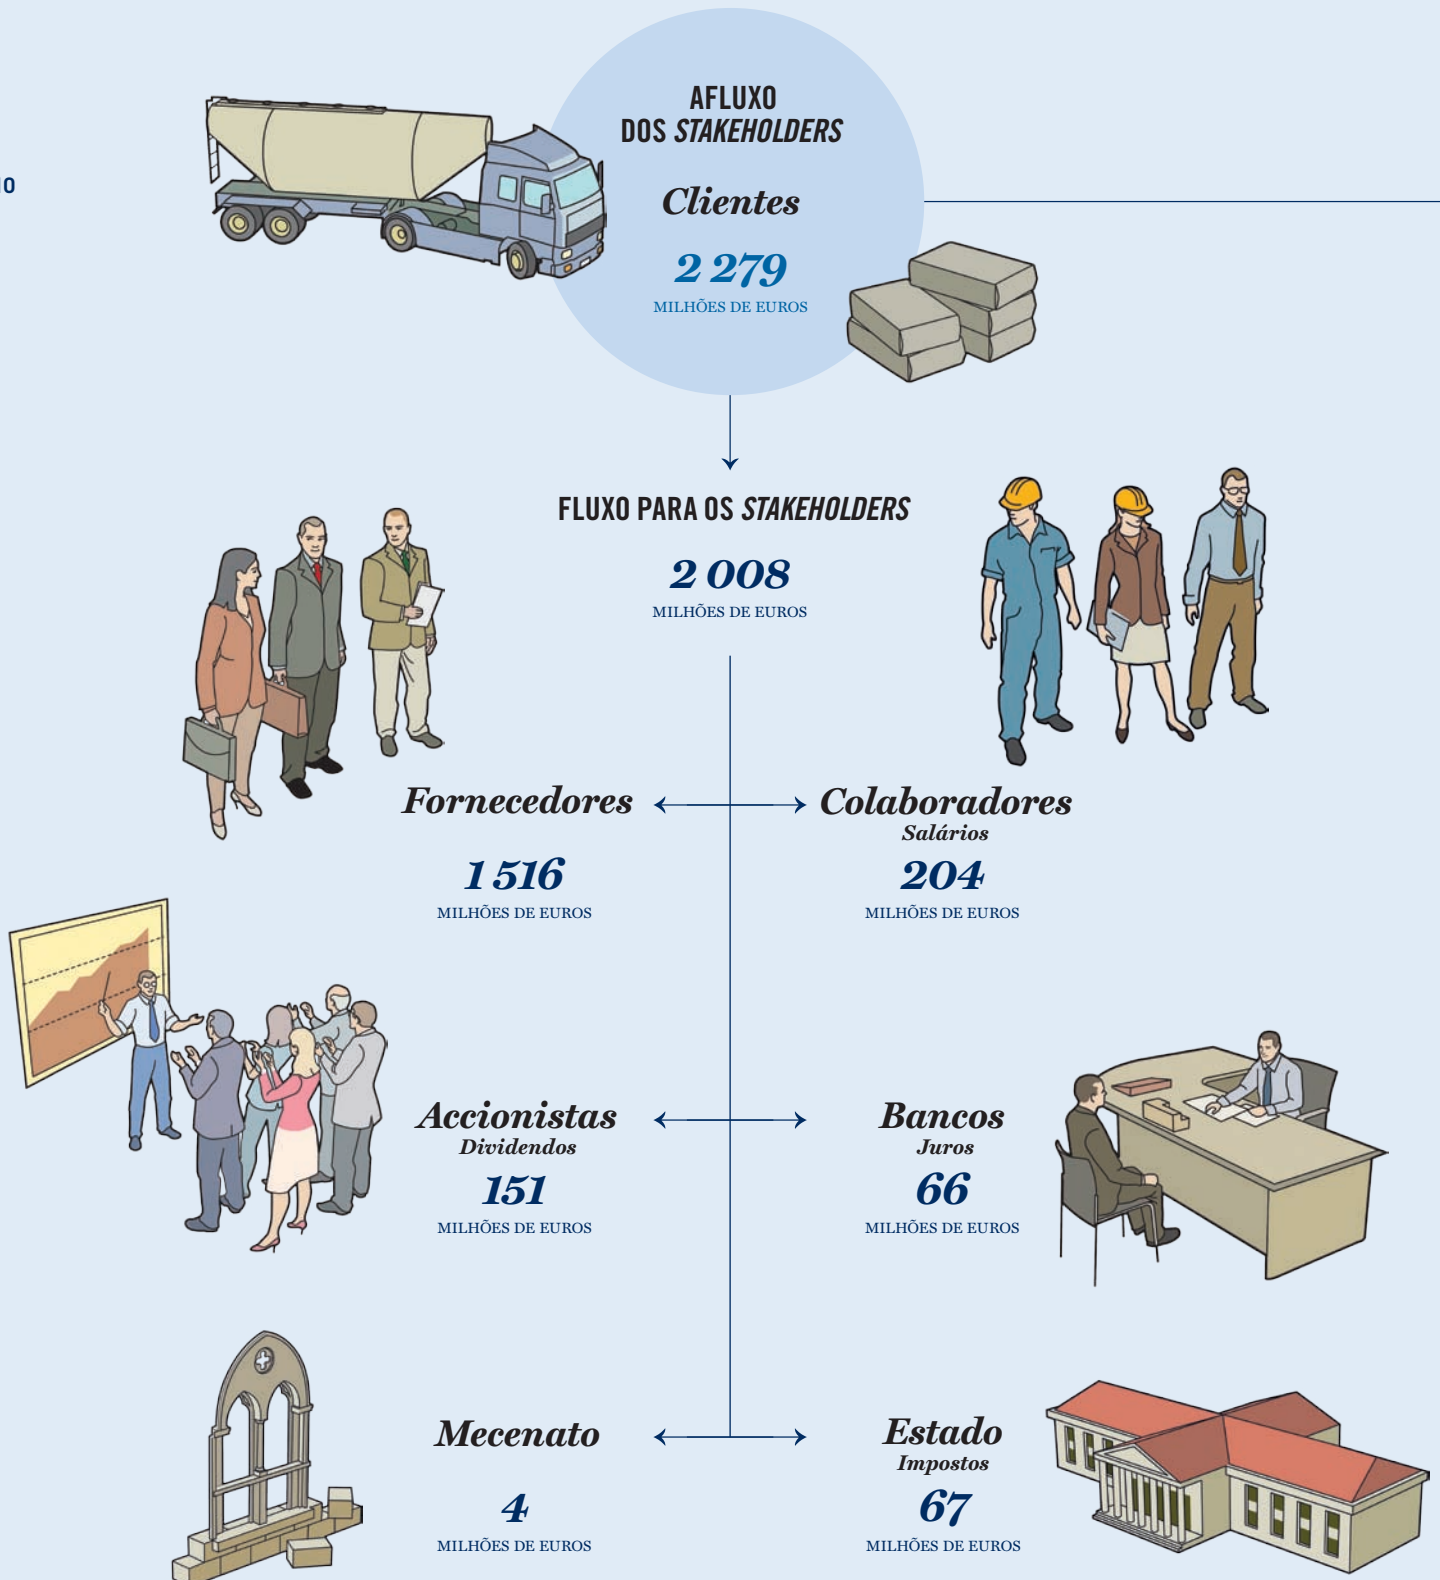 AFLUXO
DOS STAKEHOLDERS
Clientes
2 279
MILHÕES DE EUROS
FLUXO PARA OS STAKEHOLDERS
2 008
MILHÕES DE EUROS
Fornecedores
1 516
MILHÕES DE EUROS
Colaboradores
Salários
204
MILHÕES DE EUROS
Accionistas
Dividendos
151
MILHÕES DE EUROS
Bancos
Juros
66
MILHÕES DE EUROS
Mecenato
4
MILHÕES DE EUROS
Estado
Impostos
67
MILHÕES DE EUROS